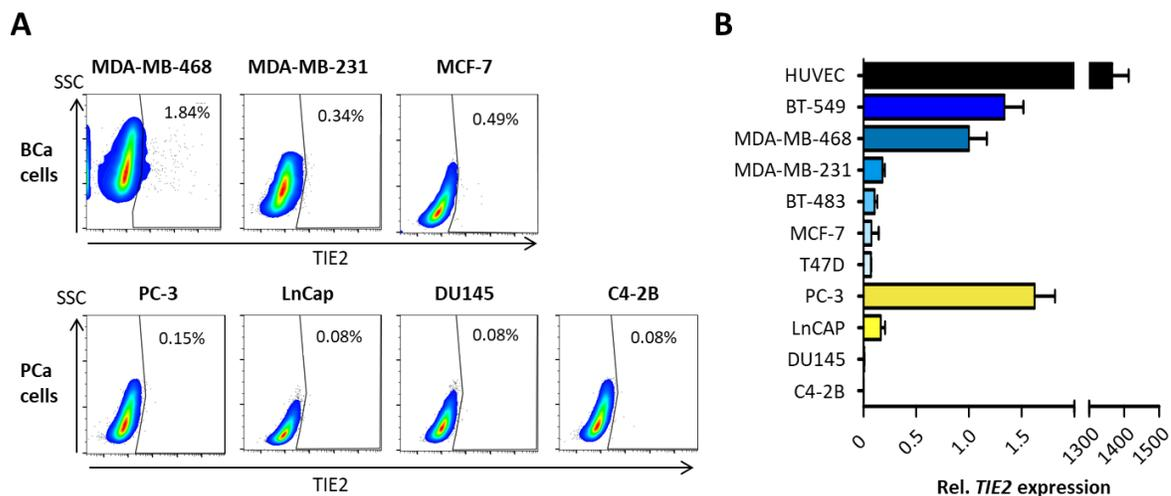 A
MDA-MB-468 MDA-MB-231 MCF-7
SSC
1.84% 0.34% 0.49%
BCa
cells
TIE2
PC-3 LnCap DU145 C4-2B
SSC
0.15% 0.08% 0.08% 0.08%
PCa
cells
TIE2
B
HUVEC
BT-549
MDA-MB-468
MDA-MB-231
BT-483
MCF-7
T47D
PC-3
LnCAP
DU145
C4-2B
0 0.5 1.0 1.5 1300 1400 1500
Rel. TIE2 expression